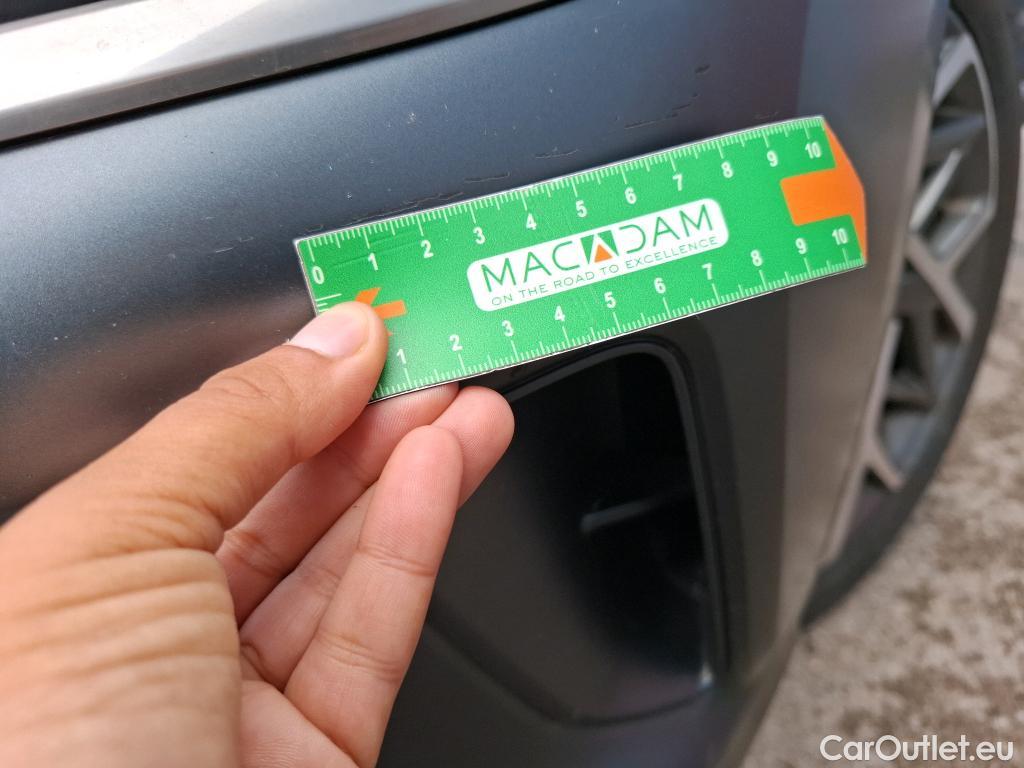 0 1 2 3 4 5 6 7 8 9 10
MACADAM
ON THE ROAD TO EXCELLENCE
1 2 3 4 5 6 7 8 9 10
CarOutlet.eu